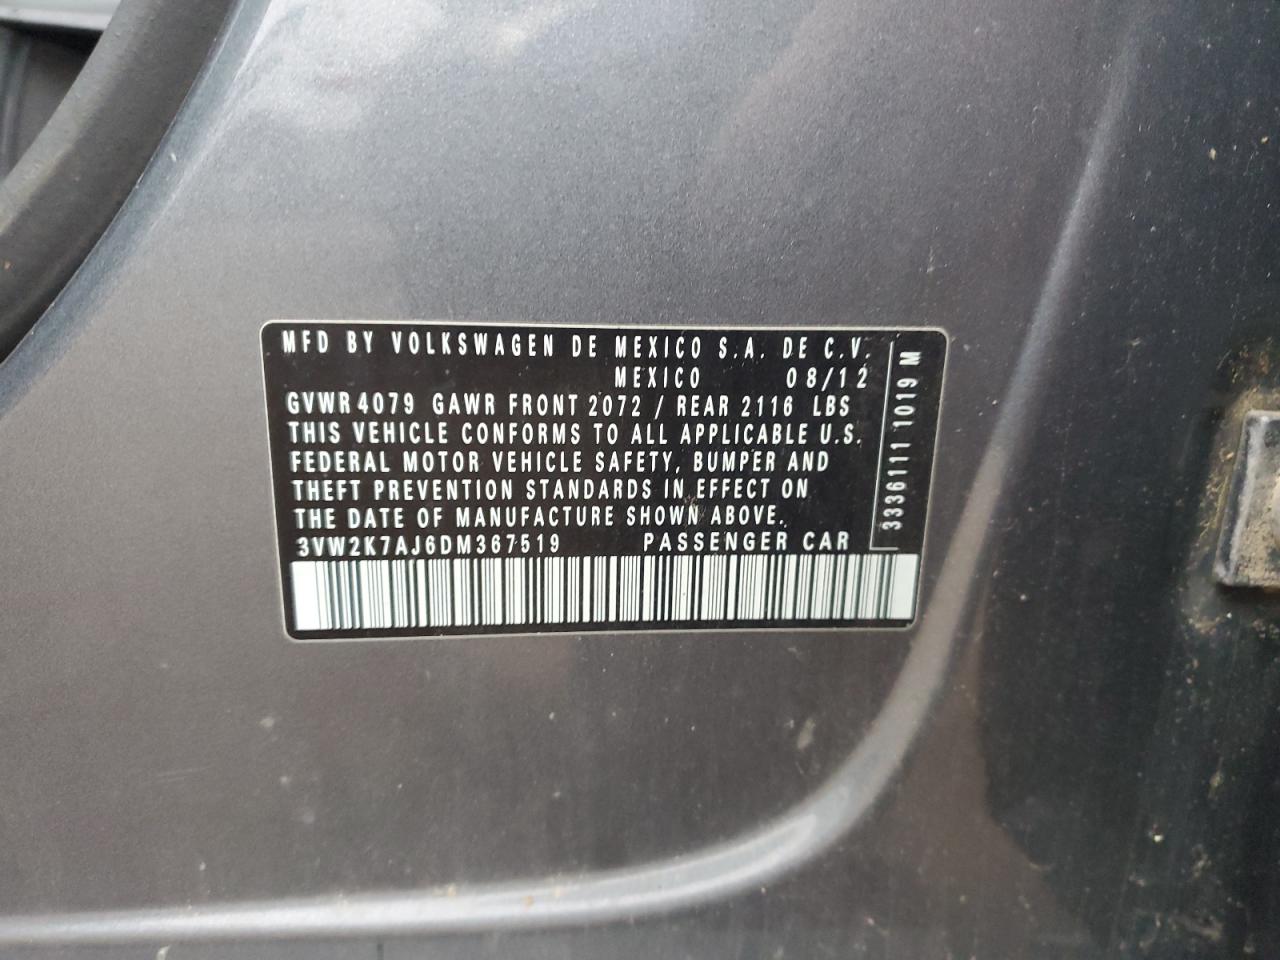 MFD BY VOLKSWAGEN DE MEXICO S.A. DE C.V.
MEXICO 08/12
GVWR 4079 GAWR FRONT 2072 / REAR 2116 LBS
THIS VEHICLE CONFORMS TO ALL APPLICABLE U.S.
FEDERAL MOTOR VEHICLE SAFETY, BUMPER AND
THEFT PREVENTION STANDARDS IN EFFECT ON
THE DATE OF MANUFACTURE SHOWN ABOVE.
3VW2K7AJ6DM367519 PASSENGER CAR
3336111 1019 M